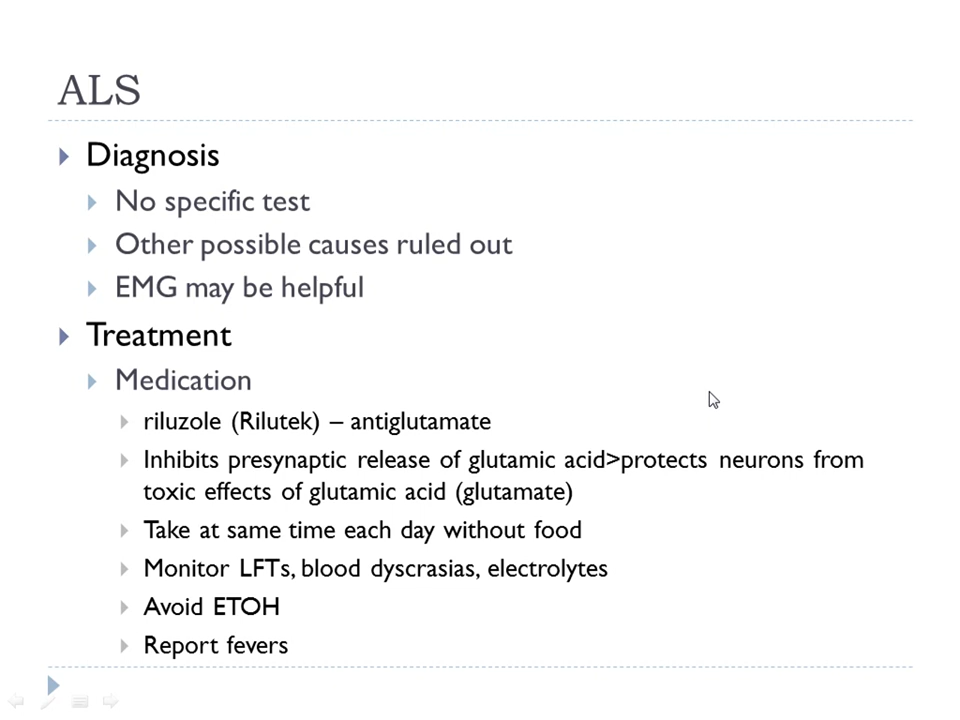 ALS
Diagnosis
No specific test
Other possible causes ruled out
EMG may be helpful
Treatment
Medication
riluzole (Rilutek) – antiglutamate
Inhibits presynaptic release of glutamic acid>protects neurons from
toxic effects of glutamic acid (glutamate)
Take at same time each day without food
Monitor LFTs, blood dyscrasias, electrolytes
Avoid ETOH
Report fevers